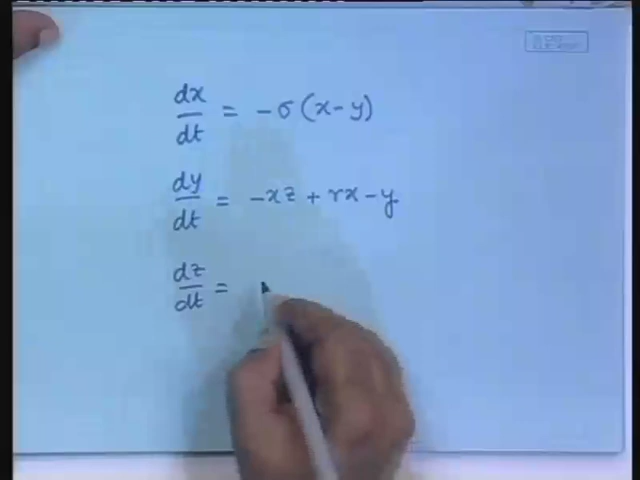 dx/dt = -σ(x-y)
dy/dt = -xz + rx - y
dz/dt =